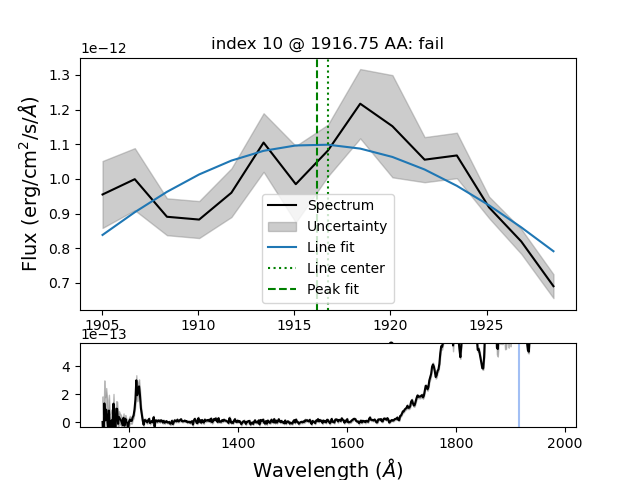 index 10 @ 1916.75 AA: fail
1e−12
1.3
1.2
1.1
1.0
0.9
0.8
0.7
Flux (erg/cm²/s/Å)
Spectrum
Uncertainty
Line fit
Line center
Peak fit
1905 1910 1915 1920 1925
1e−13
4
2
0
1200 1400 1600 1800 2000
Wavelength (Å)